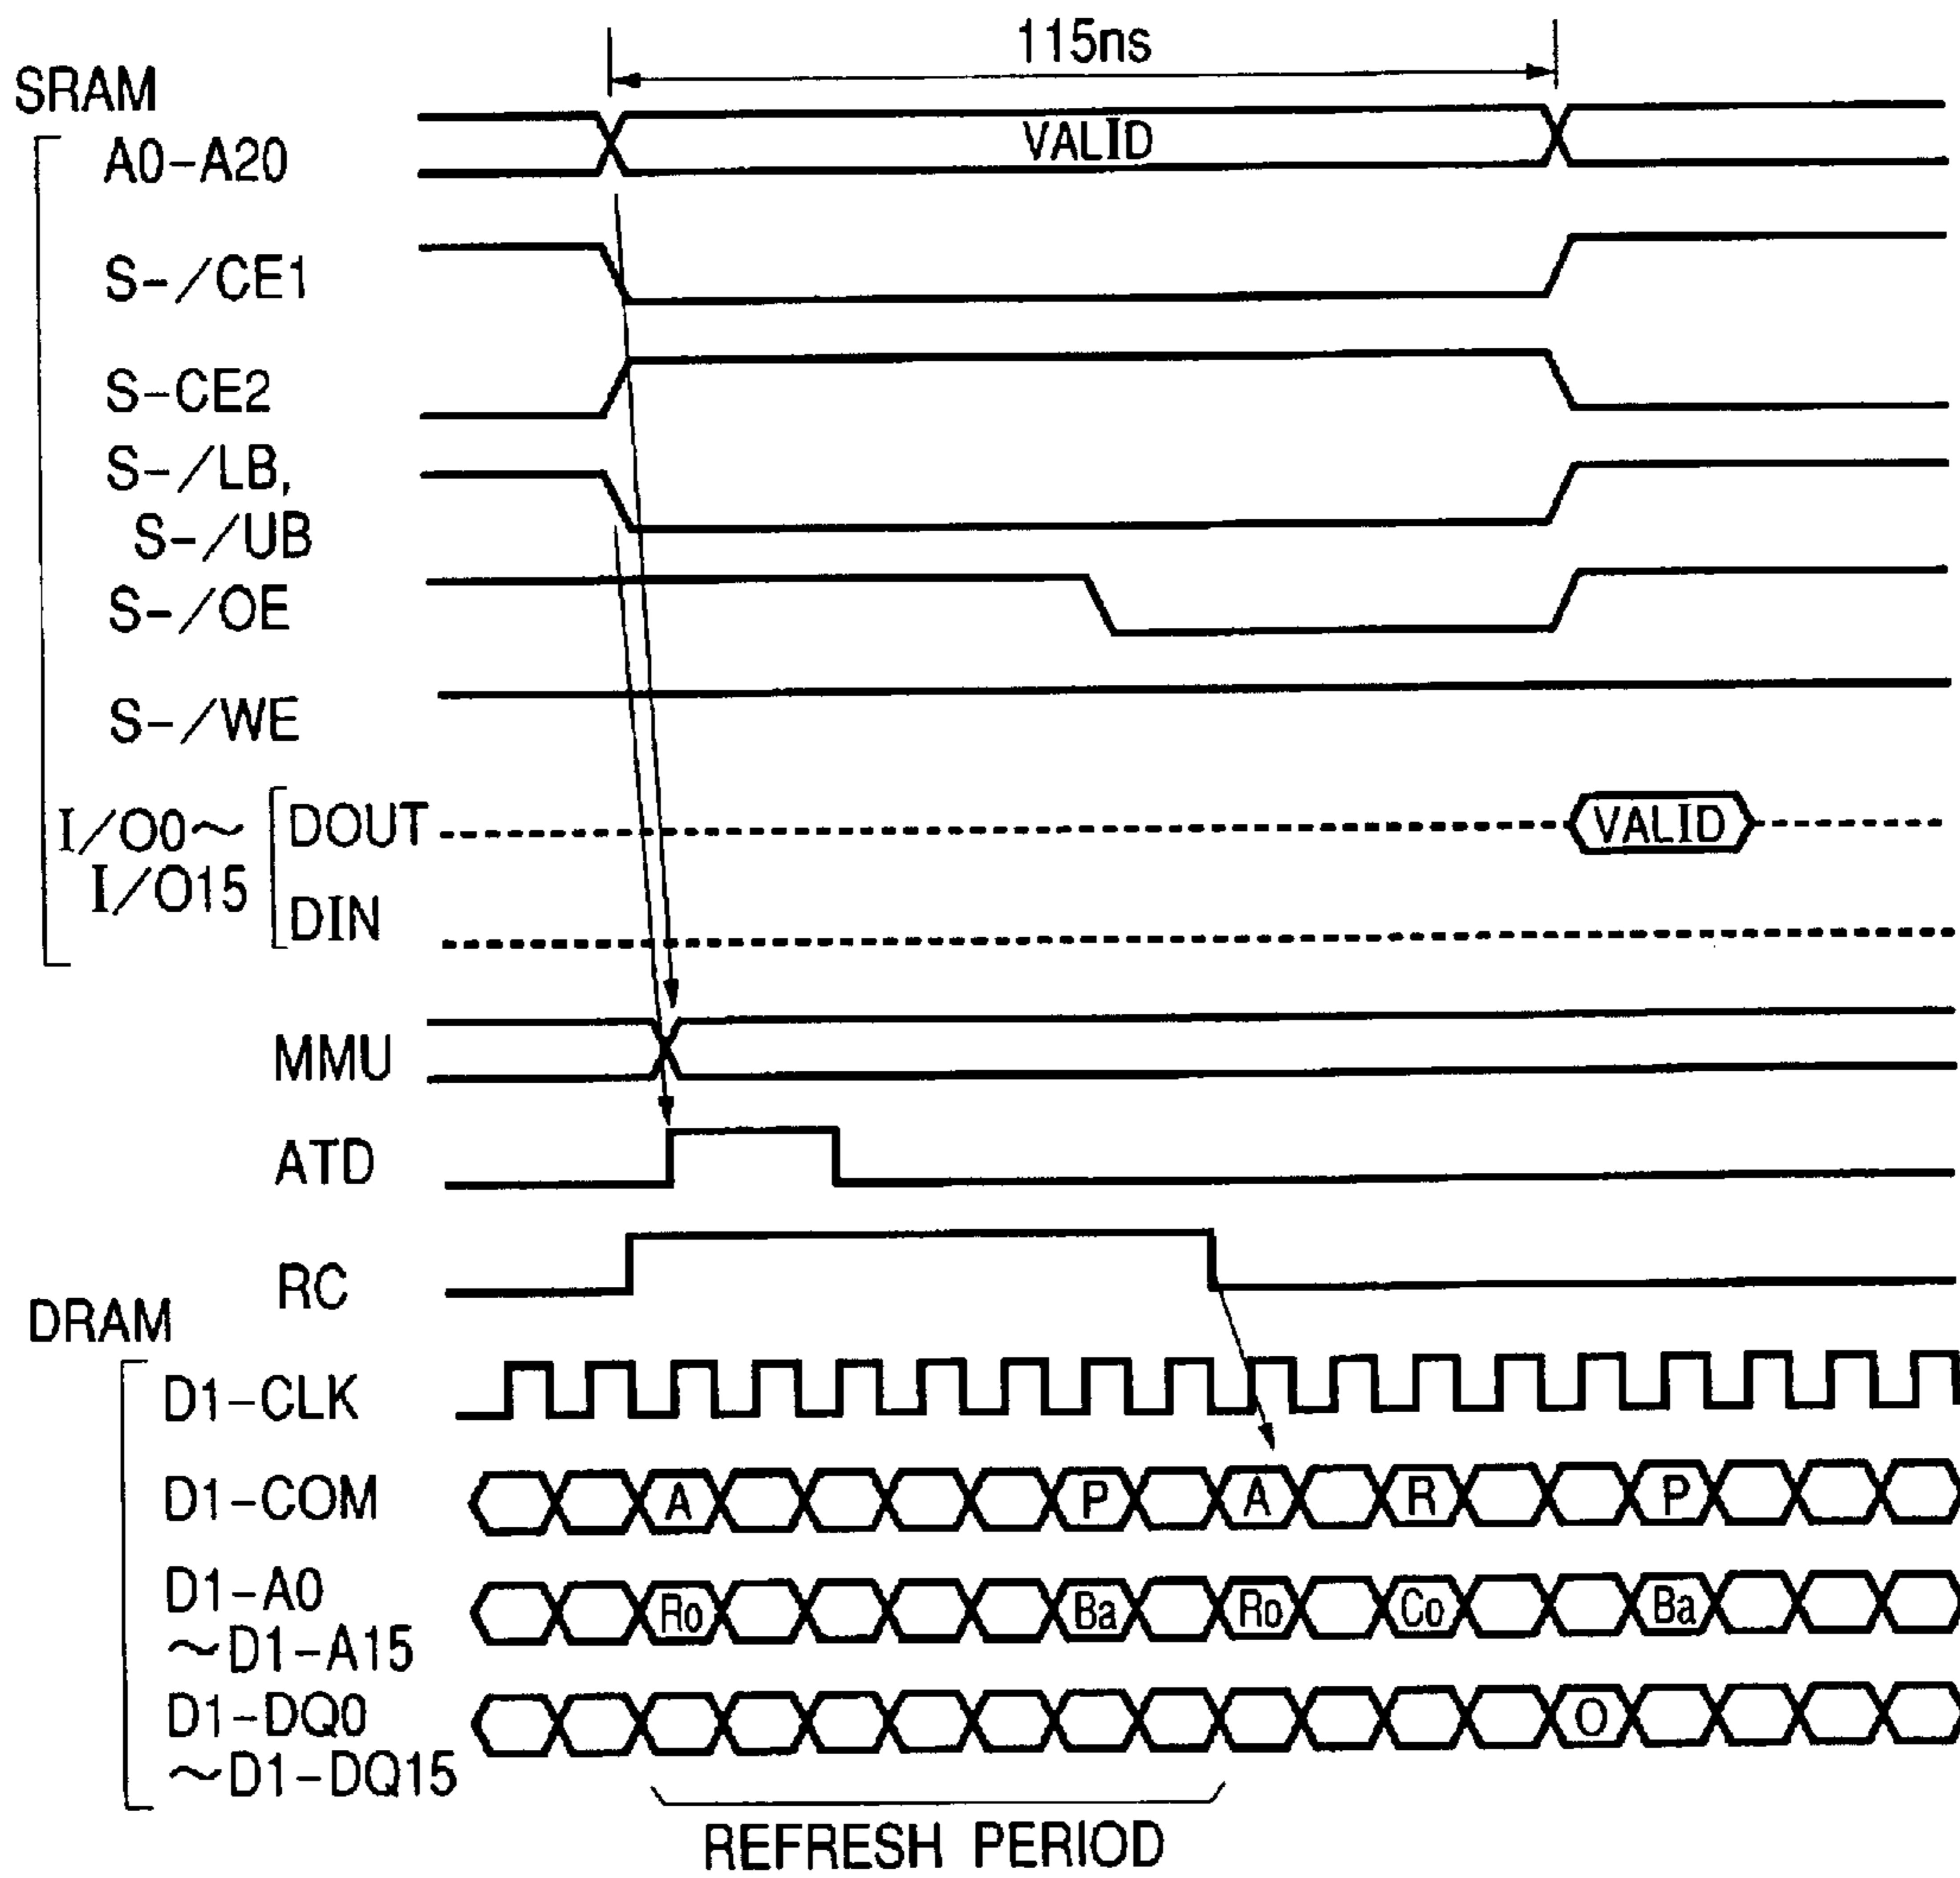 115ns
SRAM
A0-A20
VALID
S-/CE1
S-CE2
S-/LB,
S-/UB
S-/OE
S-/WE
I/O0~
I/O15
DOUT
VALID
DIN
MMU
ATD
RC
DRAM
D1-CLK
D1-COM
A P A R P
D1-A0
~D1-A15
Ro Ba Ro Co Ba
D1-DQ0
~D1-DQ15
O
REFRESH PERIOD